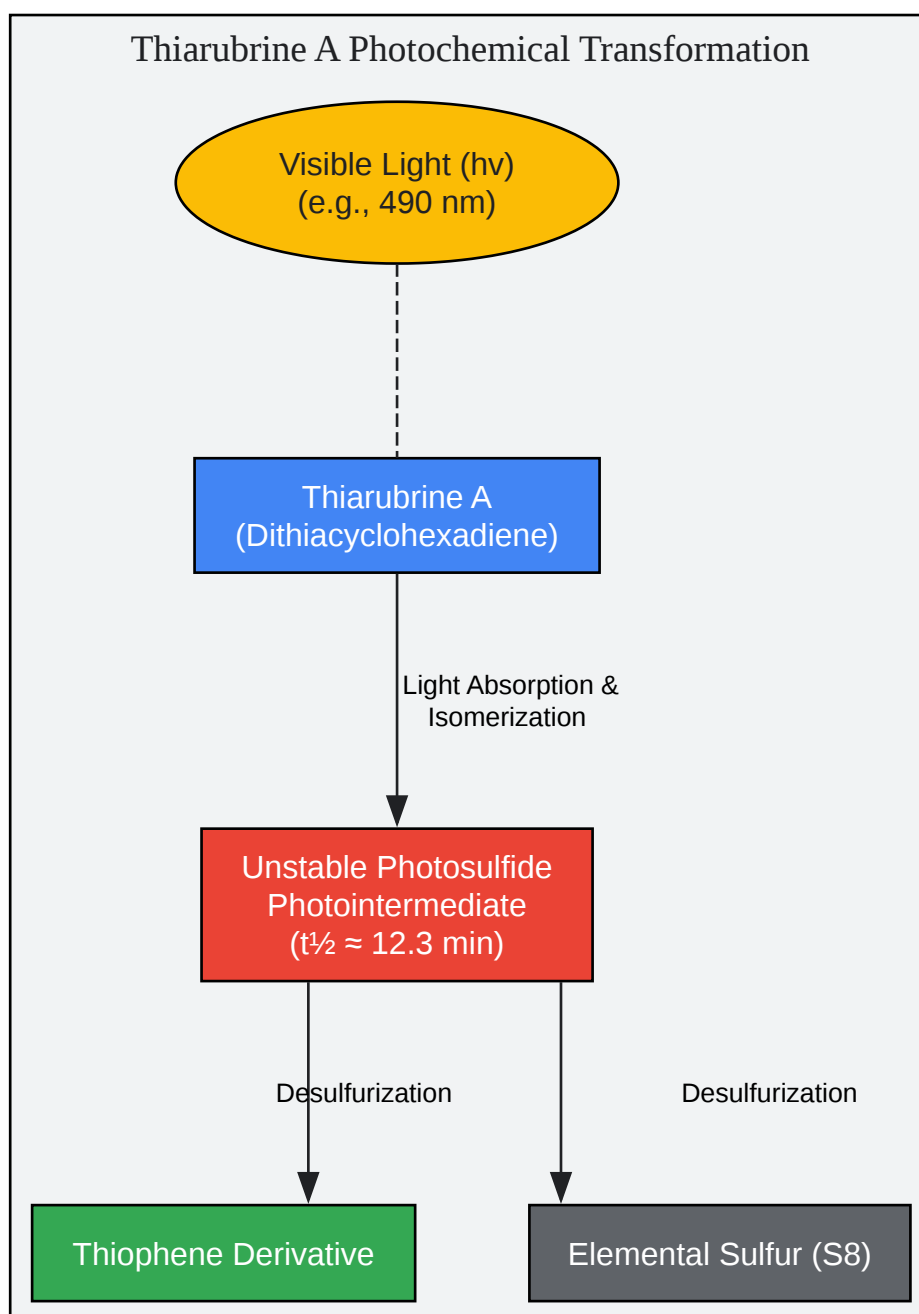 Thiarubrine A Photochemical Transformation
Visible Light (hv)
(e.g., 490 nm)
Thiarubrine A
(Dithiacyclohexadiene)
Light Absorption &
Isomerization
Unstable Photosulfide
Photointermediate
(t½ ≈ 12.3 min)
Desulfurization
Desulfurization
Thiophene Derivative
Elemental Sulfur (S8)